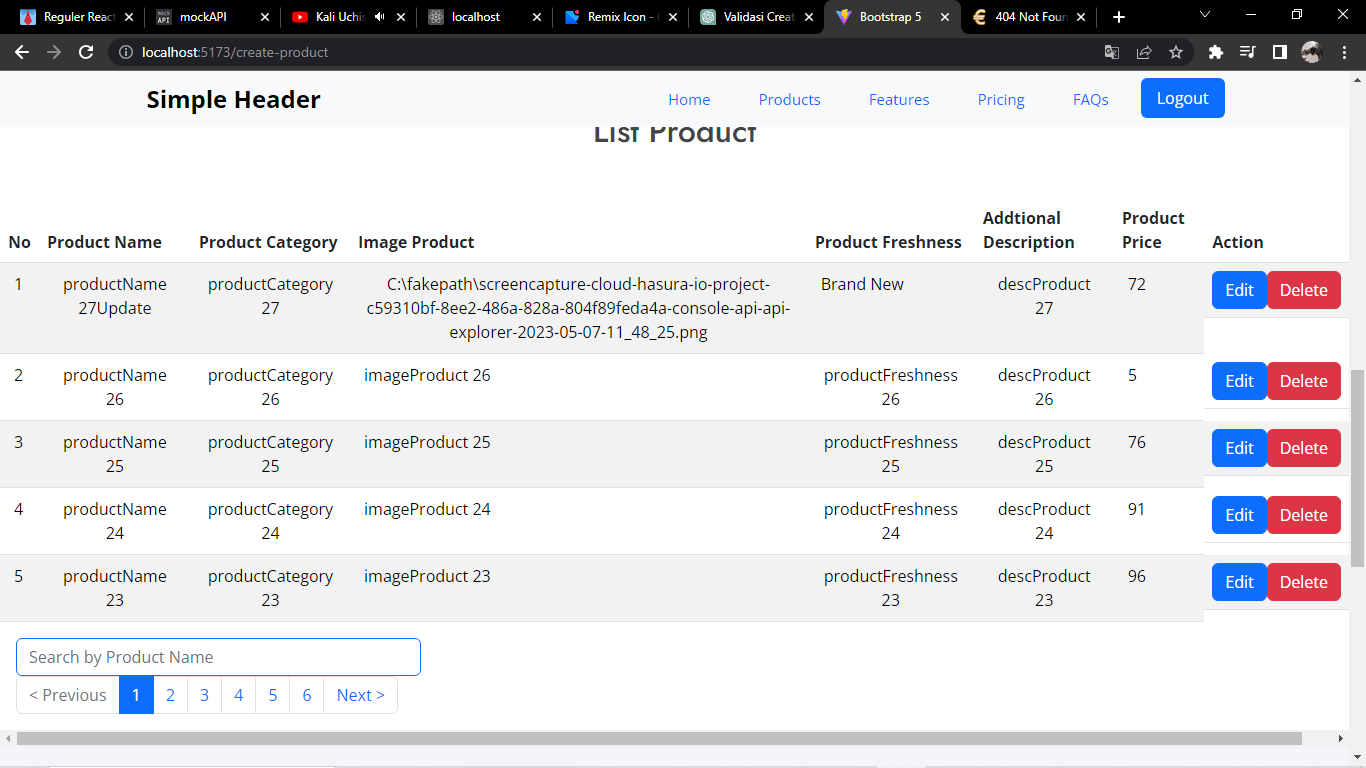 Reguler React
mockAPI
Kali Uchis
localhost
Remix Icon - 
Validasi Creat
Bootstrap 5
404 Not Foun
localhost:5173/create-product
Simple Header
Home
Products
Features
Pricing
FAQs
Logout
List Product
No Product Name Product Category Image Product Product Freshness Addtional Description Product Price Action
1 productName 27Update productCategory 27 C:\fakepath\screencapture-cloud-hasura-io-project-
c59310bf-8ee2-486a-828a-804f89feda4a-console-api-api-
explorer-2023-05-07-11_48_25.png Brand New descProduct 27 72 Edit Delete
2 productName 26 productCategory 26 imageProduct 26 productFreshness 26 descProduct 26 5 Edit Delete
3 productName 25 productCategory 25 imageProduct 25 productFreshness 25 descProduct 25 76 Edit Delete
4 productName 24 productCategory 24 imageProduct 24 productFreshness 24 descProduct 24 91 Edit Delete
5 productName 23 productCategory 23 imageProduct 23 productFreshness 23 descProduct 23 96 Edit Delete
Search by Product Name
< Previous 1 2 3 4 5 6 Next >